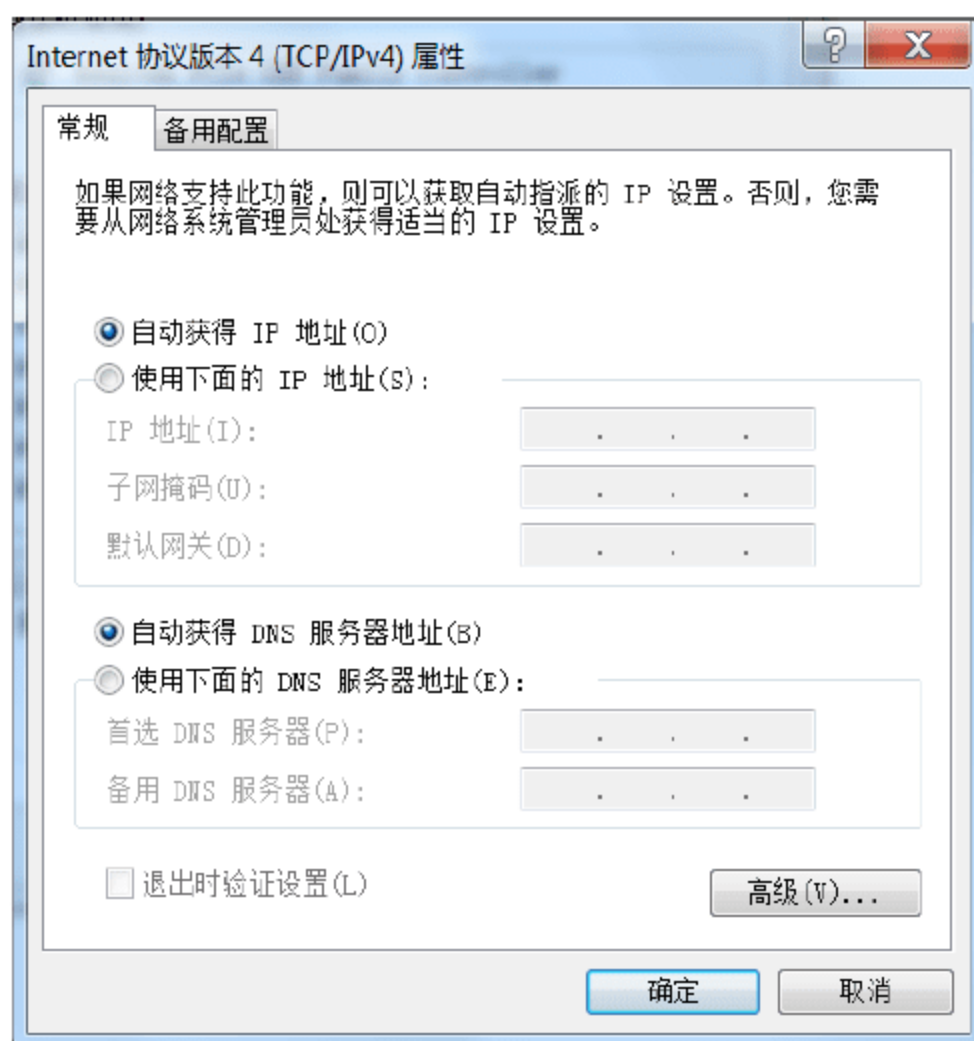 Internet 协议版本 4 (TCP/IPv4) 属性
常规
备用配置
如果网络支持此功能，则可以获取自动指派的 IP 设置。否则，您需
要从网络系统管理员处获得适当的 IP 设置。
自动获得 IP 地址(O)
使用下面的 IP 地址(S):
IP 地址(I):
子网掩码(U):
默认网关(D):
自动获得 DNS 服务器地址(B)
使用下面的 DNS 服务器地址(E):
首选 DNS 服务器(P):
备用 DNS 服务器(A):
退出时验证设置(L)
高级(V)...
确定
取消